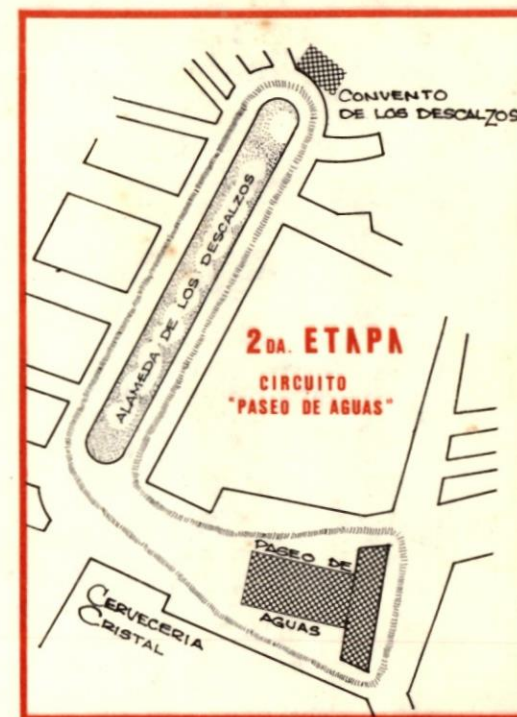 CONVENTO
DE LOS DESCALZOS
ALAMEDA DE LOS DESCALZOS
2DA. ETAPA
CIRCUITO
"PASEO DE AGUAS"
PASEO DE
AGUAS
CERVECERIA
CRISTAL